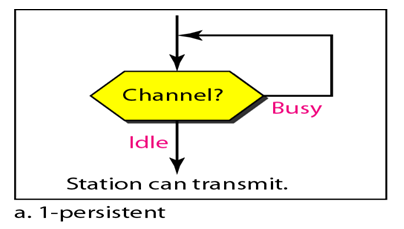 Channel?
Busy
Idle
Station can transmit.
a. 1-persistent